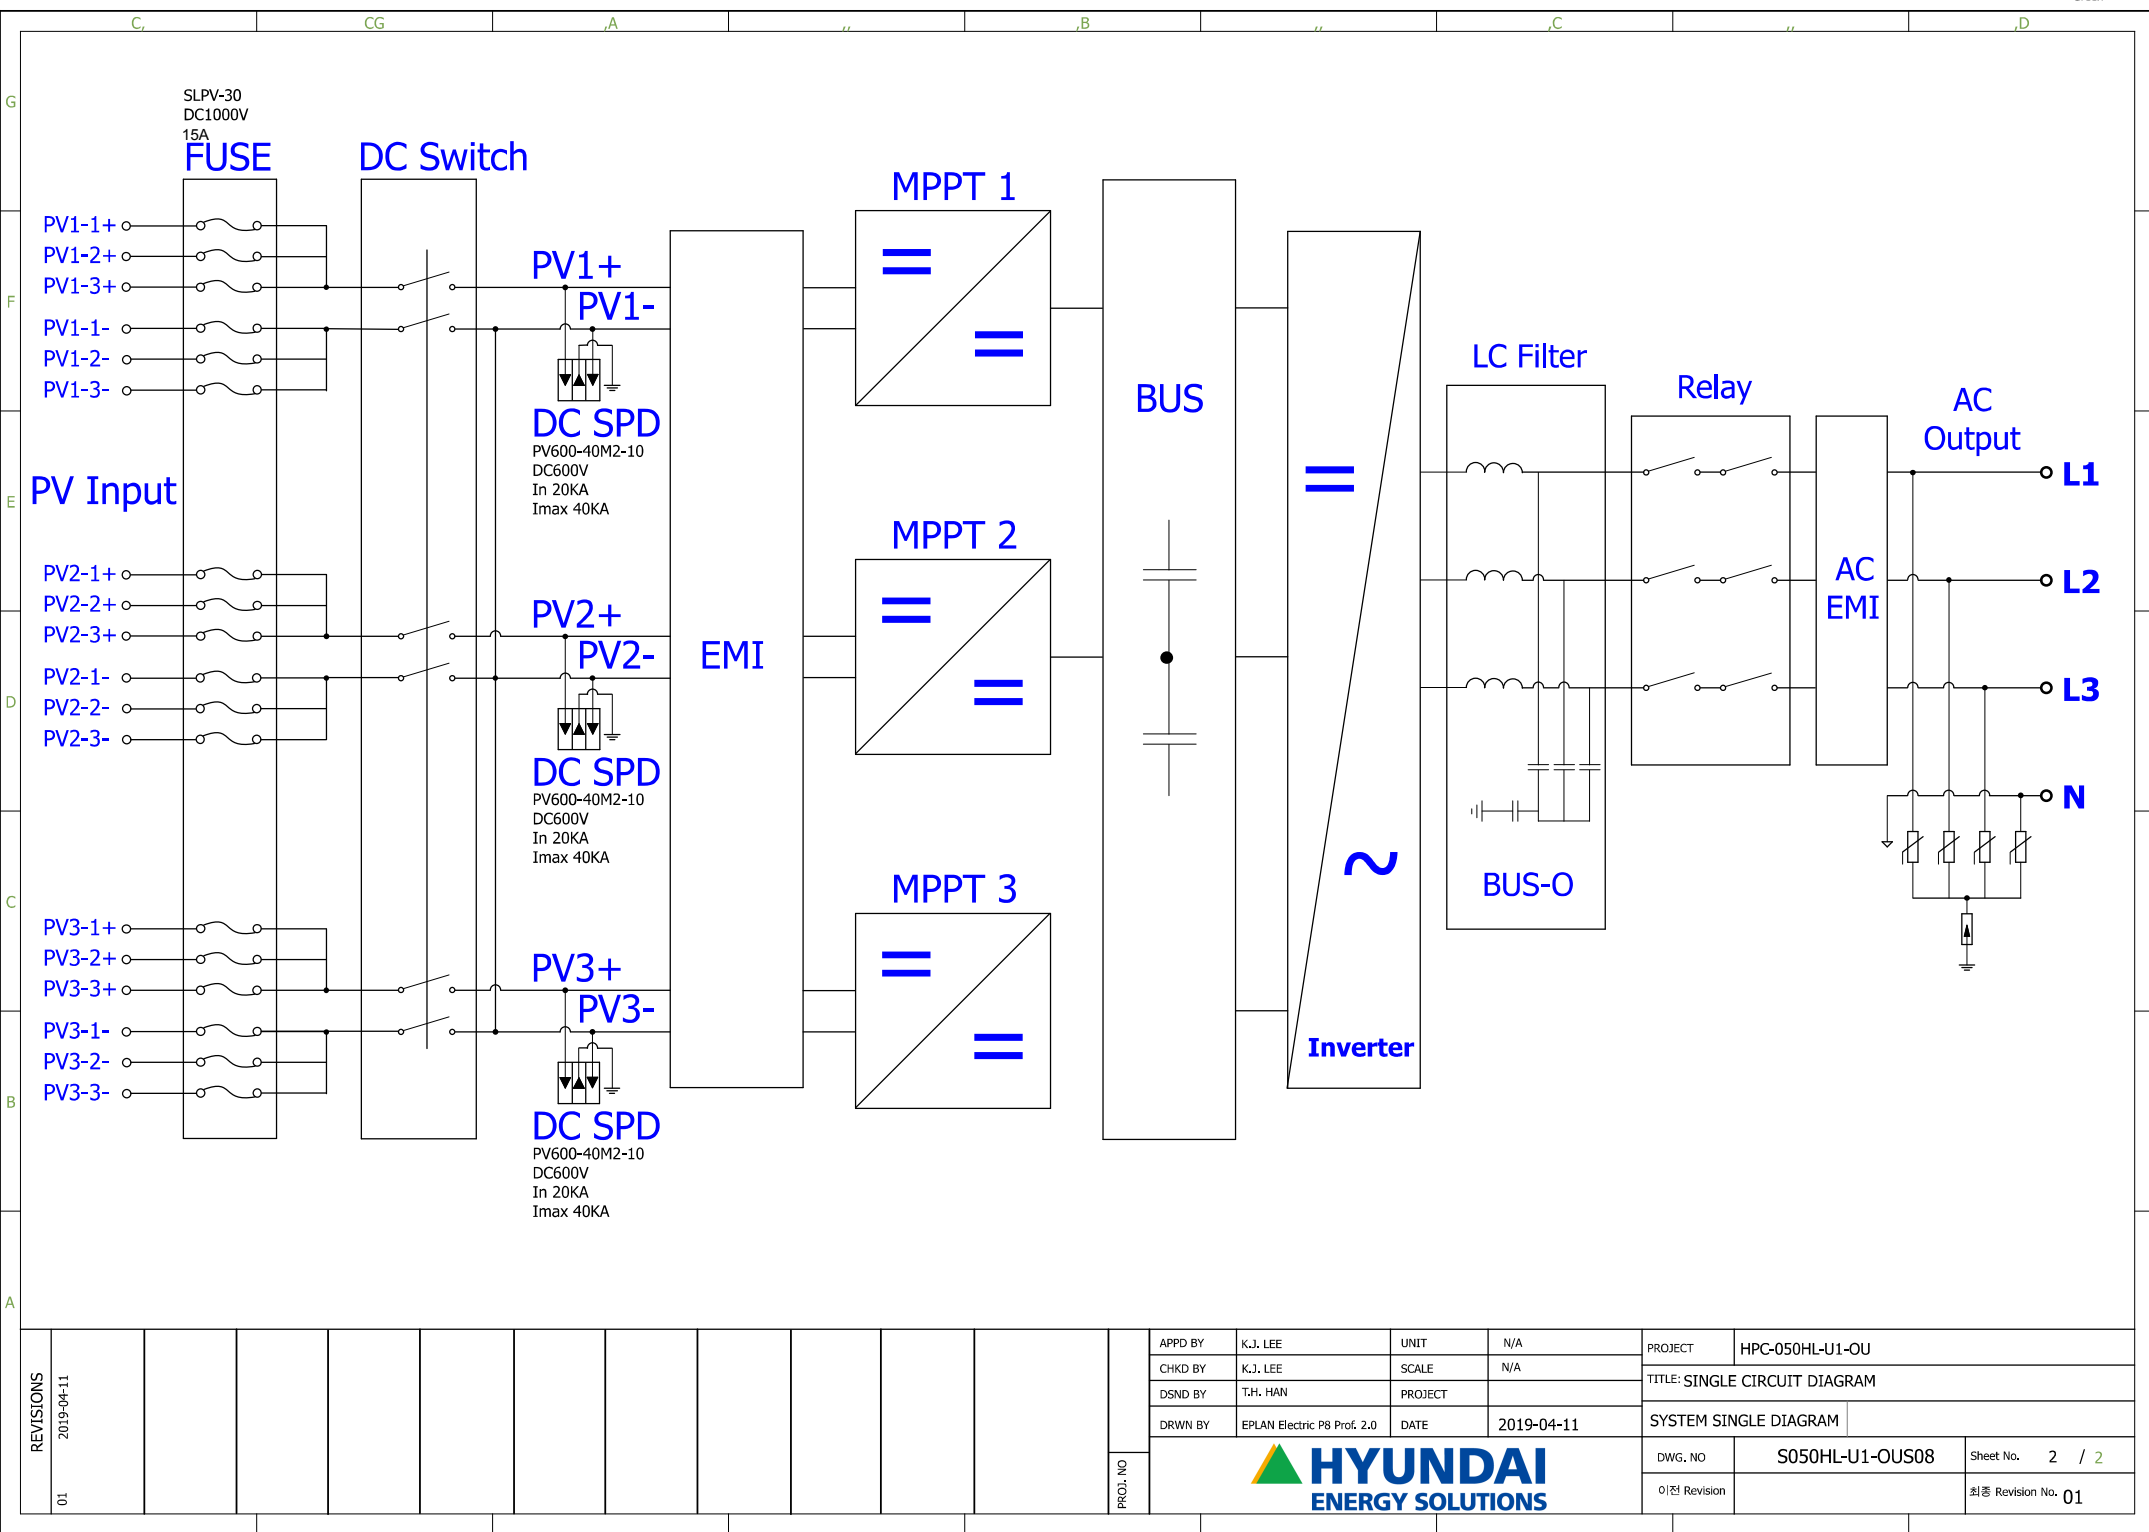 C,
CG
,A
,,
,B
,,
,C
,,
,D
G
F
E
D
C
B
A
SLPV-30
DC1000V
15A
FUSE
DC Switch
PV1-1+
PV1-2+
PV1-3+
PV1-1-
PV1-2-
PV1-3-
PV Input
PV2-1+
PV2-2+
PV2-3+
PV2-1-
PV2-2-
PV2-3-
PV3-1+
PV3-2+
PV3-3+
PV3-1-
PV3-2-
PV3-3-
PV1+
PV1-
DC SPD
PV600-40M2-10
DC600V
In 20KA
Imax 40KA
PV2+
PV2-
DC SPD
PV600-40M2-10
DC600V
In 20KA
Imax 40KA
PV3+
PV3-
DC SPD
PV600-40M2-10
DC600V
In 20KA
Imax 40KA
EMI
MPPT 1
MPPT 2
MPPT 3
BUS
Inverter
LC Filter
BUS-O
Relay
AC
EMI
AC
Output
L1
L2
L3
N
REVISIONS
2019-04-11
01
PROJ. NO
APPD BY K.J. LEE UNIT N/A
CHKD BY K.J. LEE SCALE N/A
DSND BY T.H. HAN PROJECT
DRWN BY EPLAN Electric P8 Prof. 2.0 DATE 2019-04-11
HYUNDAI
ENERGY SOLUTIONS
PROJECT HPC-050HL-U1-OU
TITLE: SINGLE CIRCUIT DIAGRAM
SYSTEM SINGLE DIAGRAM
DWG. NO S050HL-U1-OUS08 Sheet No. 2 / 2
이전 Revision 최종 Revision No. 01